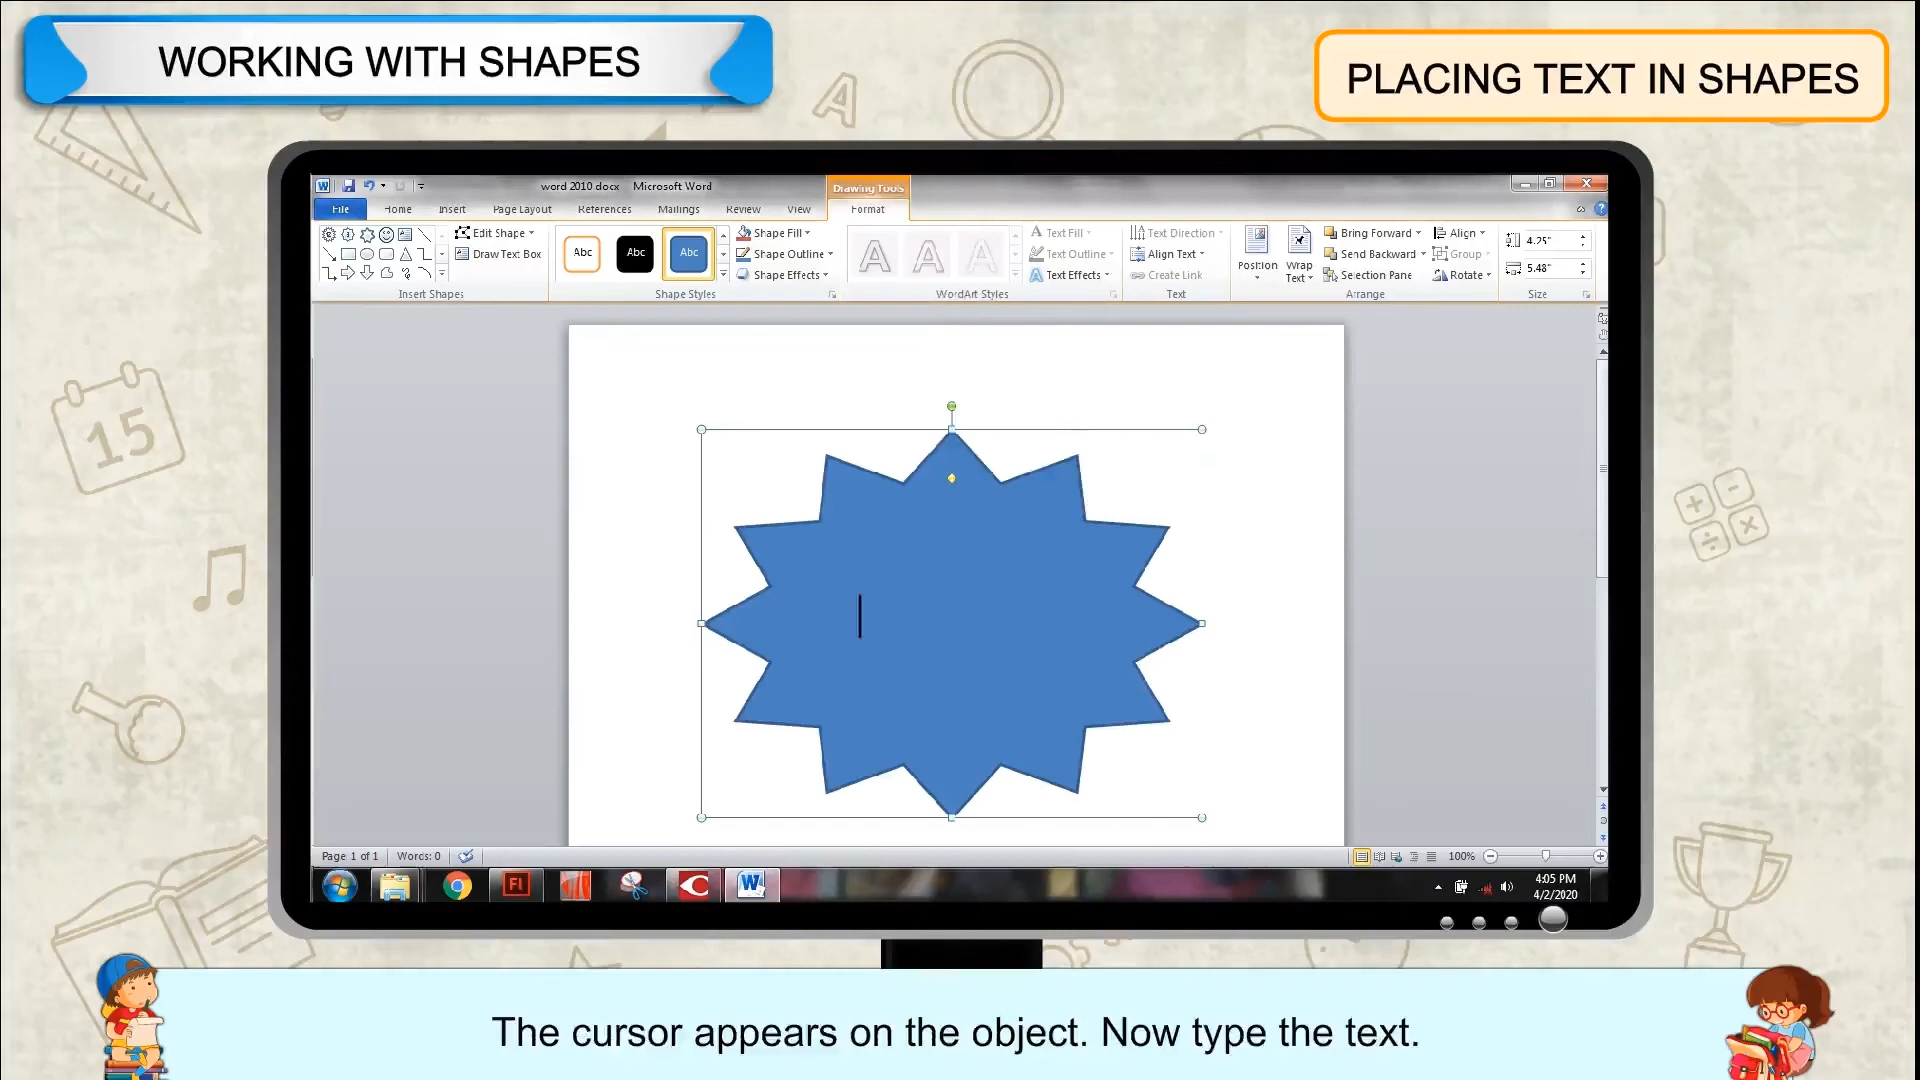 WORKING WITH SHAPES
PLACING TEXT IN SHAPES
word 2010 docx Microsoft Word
Drawing Tools
File Home Insert Page Layout References Mailings Review View Format
Edit Shape
Draw Text Box
Insert Shapes
Abc Abc Abc
Shape Fill
Shape Outline
Shape Effects
Shape Styles
A A A
Text Fill
Text Outline
Text Effects
WordArt Styles
Text Direction
Align Text
Create Link
Text
Position
Wrap
Text
Bring Forward
Send Backward
Selection Pane
Align
Group
Rotate
Arrange
4.25"
5.48"
Size
15
Page: 1 of 1 Words: 0
100%
Fl
4:05 PM
4/2/2020
The cursor appears on the object. Now type the text.